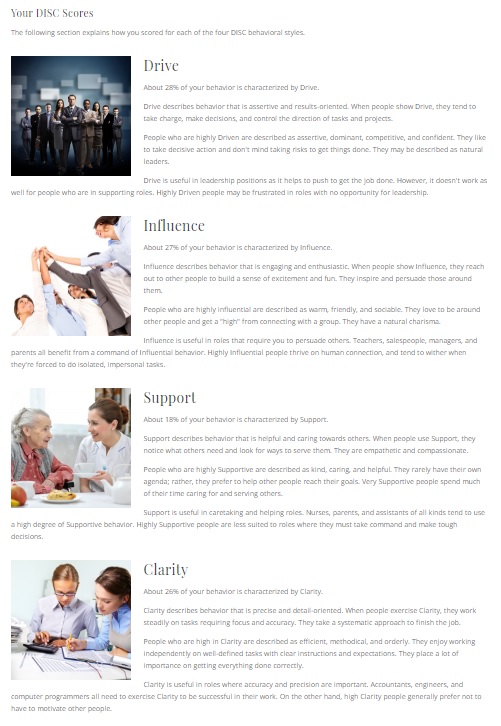 Your DISC Scores
The following section explains how you scored for each of the four DISC behavioral styles.
Drive
About 28% of your behavior is characterized by Drive.
Drive describes behavior that is assertive and results-oriented. When people show Drive, they tend to
take charge, make decisions, and control the direction of tasks and projects.
People who are highly Driven are described as assertive, dominant, competitive, and confident. They like
to take decisive action and don't mind taking risks to get things done. They may be described as natural
leaders.
Drive is useful in leadership positions as it helps to push to get the job done. However, it doesn't work as
well for people who are in supporting roles. Highly Driven people may be frustrated in roles with no opportunity for leadership.
Influence
About 27% of your behavior is characterized by Influence.
Influence describes behavior that is engaging and enthusiastic. When people show Influence, they reach
out to other people to build a sense of excitement and fun. They inspire and persuade those around
them.
People who are highly Influential are described as warm, friendly, and sociable. They love to be around
other people and get a "high" from connecting with a group. They have a natural charisma.
Influence is useful in roles that require you to persuade others. Teachers, salespeople, managers, and
parents all benefit from a command of Influential behavior. Highly Influential people thrive on human connection, and tend to wither when
they're forced to do isolated, impersonal tasks.
Support
About 18% of your behavior is characterized by Support.
Support describes behavior that is helpful and caring towards others. When people use Support, they
notice what others need and look for ways to serve them. They are empathetic and compassionate.
People who are highly Supportive are described as kind, caring, and helpful. They rarely have their own
agenda; rather, they prefer to help other people reach their goals. Very Supportive people spend much
of their time caring for and serving others.
Support is useful in caretaking and helping roles. Nurses, parents, and assistants of all kinds tend to use
a high degree of Supportive behavior. Highly Supportive people are less suited to roles where they must take command and make tough
decisions.
Clarity
About 26% of your behavior is characterized by Clarity.
Clarity describes behavior that is precise and detail-oriented. When people exercise Clarity, they work
steadily on tasks requiring focus and accuracy. They take a systematic approach to finish the job.
People who are high in Clarity are described as efficient, methodical, and orderly. They enjoy working
independently on well-defined tasks with clear instructions and expectations. They place a lot of
importance on getting everything done correctly.
Clarity is useful in roles where accuracy and precision are important. Accountants, engineers, and
computer programmers all need to exercise Clarity to be successful in their work. On the other hand, high Clarity people generally prefer not to
have to motivate other people.